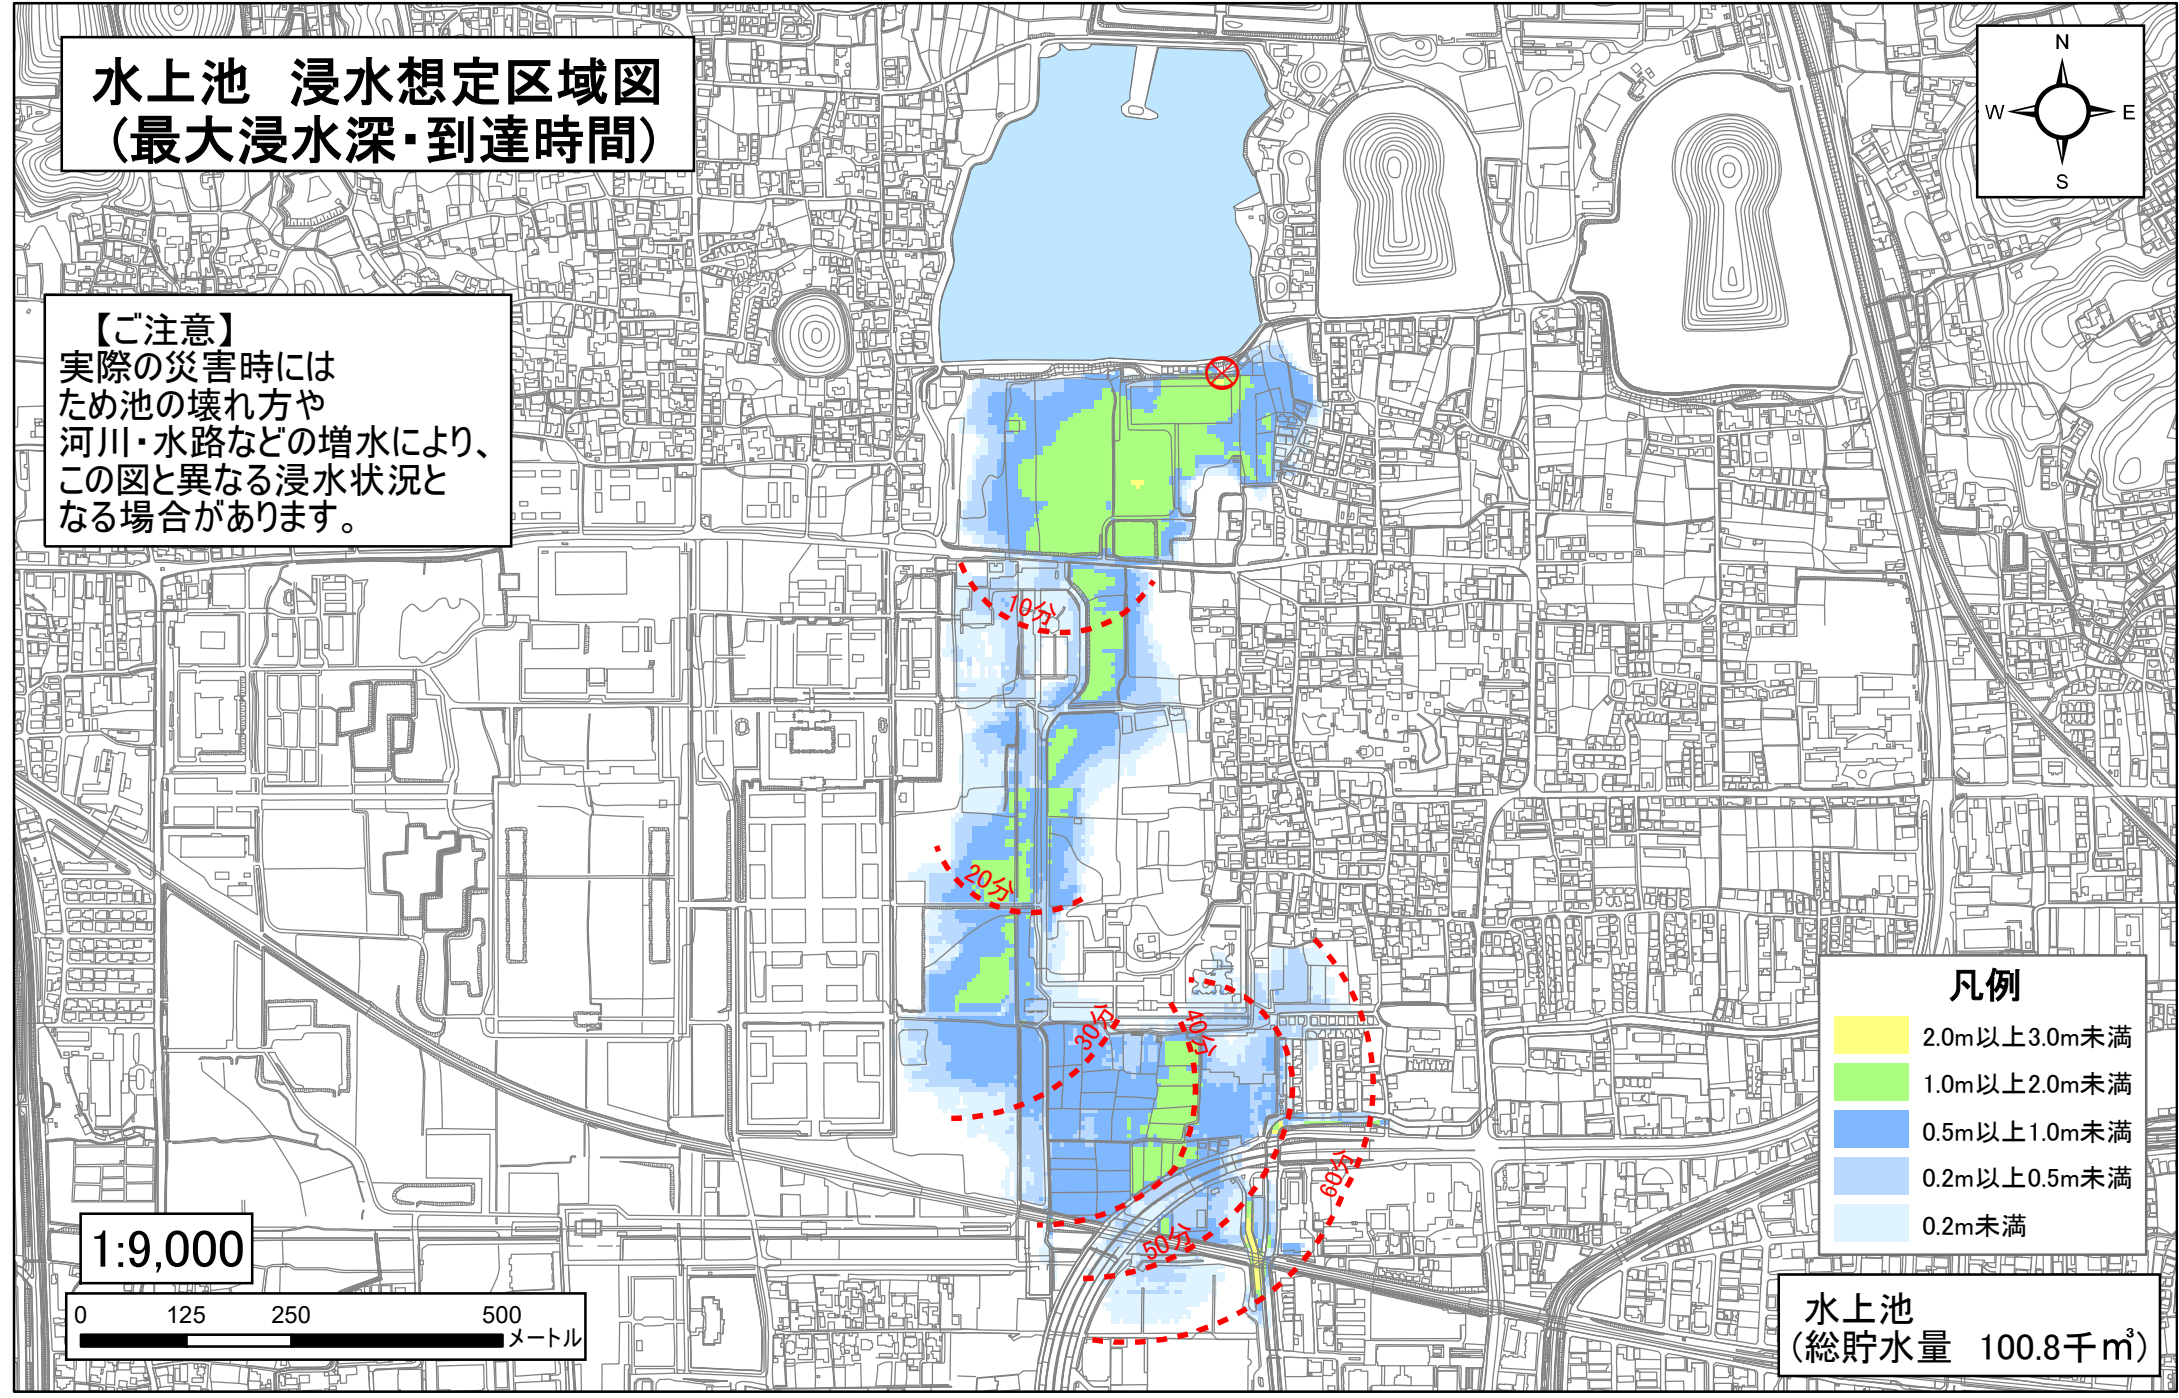 水上池 浸水想定区域図
(最大浸水深・到達時間)
N
W E
S
【ご注意】
実際の災害時には
ため池の壊れ方や
河川・水路などの増水により、
この図と異なる浸水状況と
なる場合があります。
10分
20分
30分
40分
50分
60分
凡例
2.0m以上3.0m未満
1.0m以上2.0m未満
0.5m以上1.0m未満
0.2m以上0.5m未満
0.2m未満
1:9,000
0 125 250 500
メートル
水上池
(総貯水量 100.8千㎥)